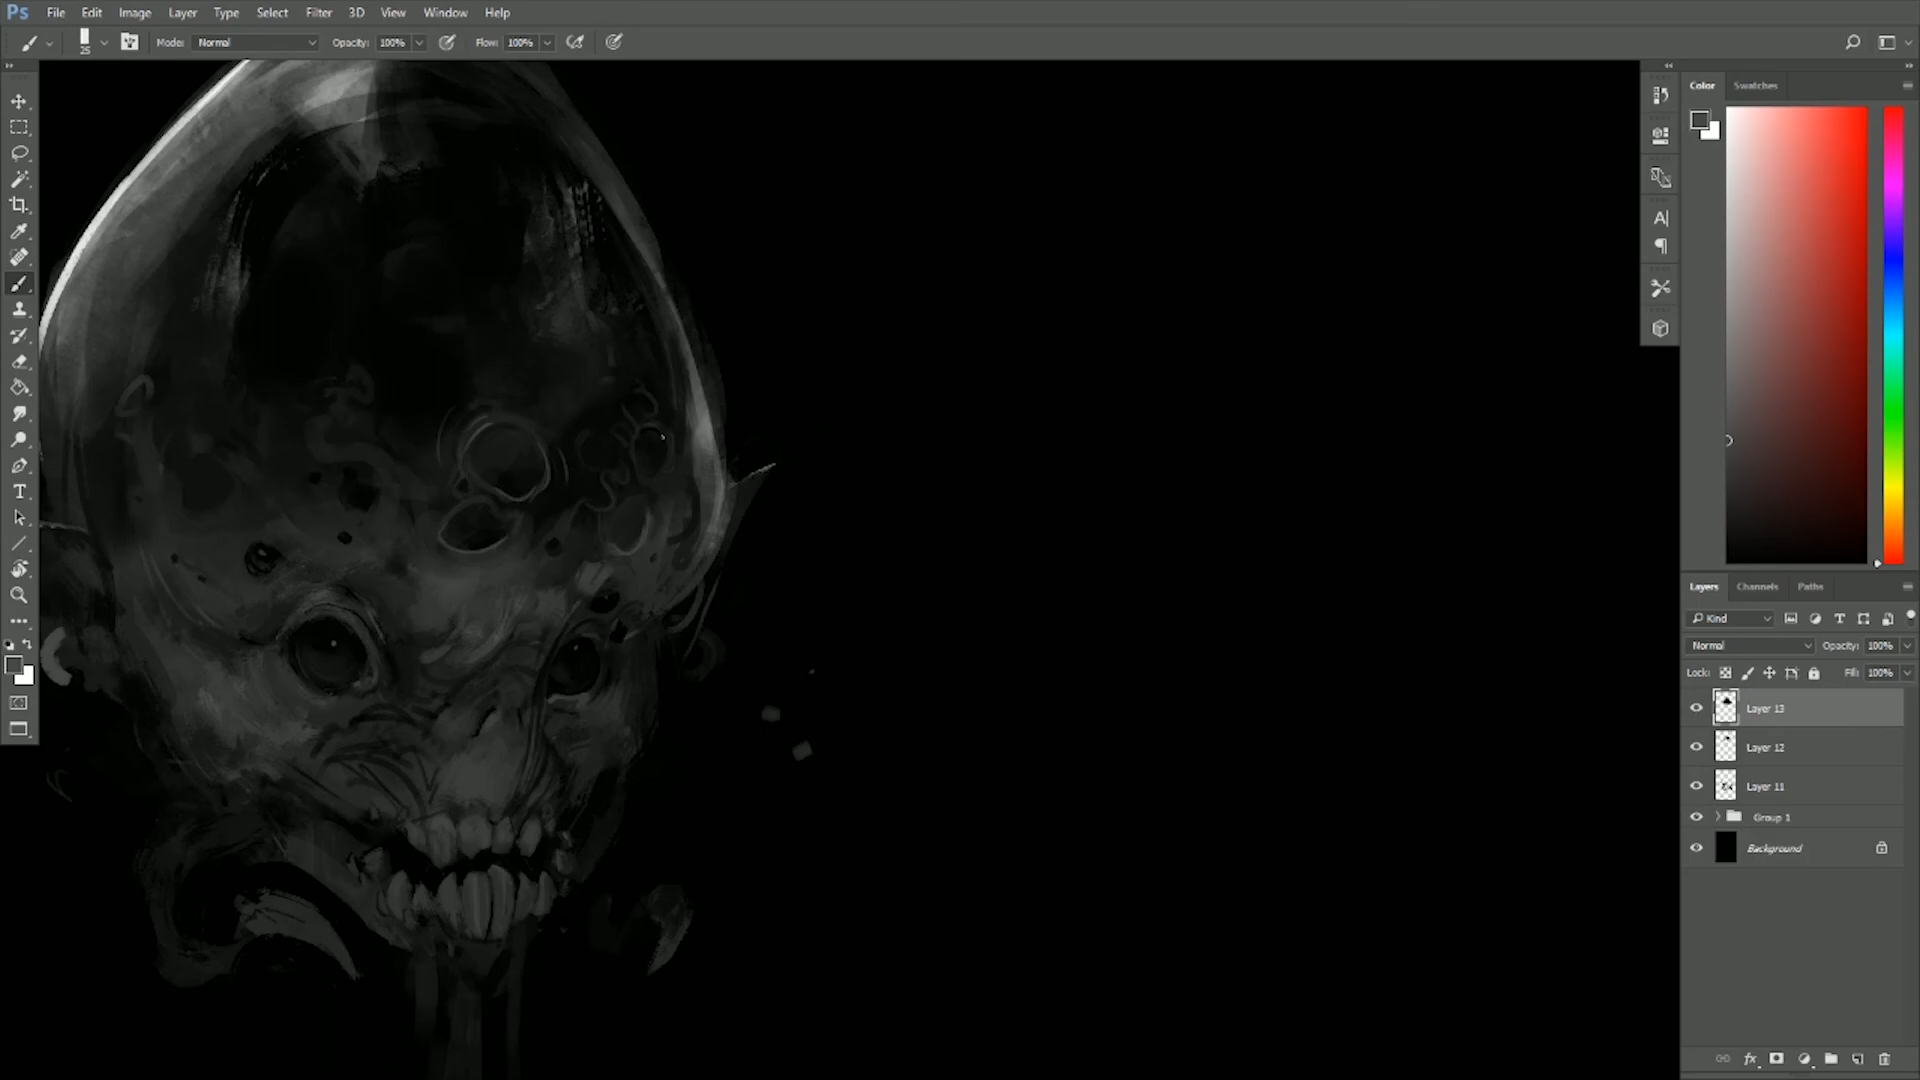 Ps File Edit Image Layer Type Select Filter 3D View Window Help
25 Mode: Normal Opacity: 100% Flow: 100%
Color Swatches
Layers Channels Paths
Kind
Normal Opacity: 100%
Lock: Fill: 100%
Layer 13
Layer 12
Layer 11
Group 1
Background